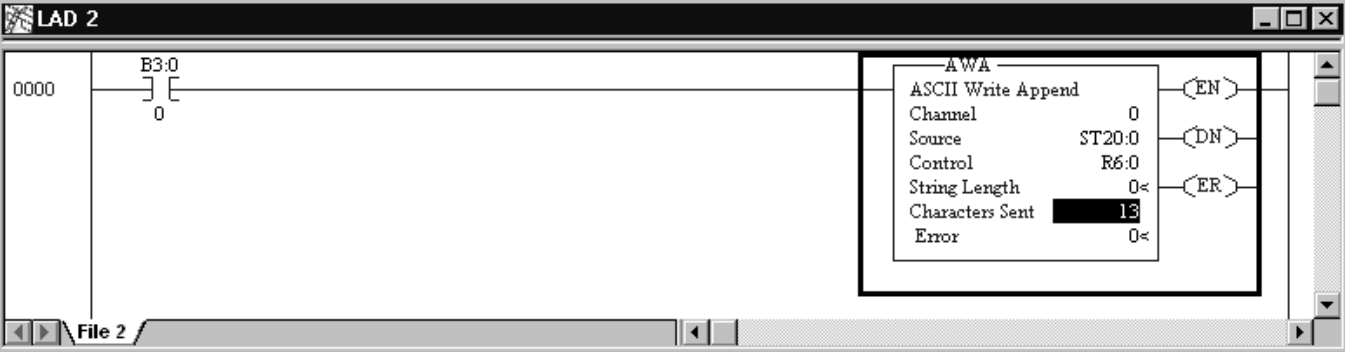 LAD 2
B3:0
0000
0
AWA
ASCII Write Append
Channel 0
Source ST20:0
Control R6:0
String Length 0<
Characters Sent 13
Error 0<
EN
DN
ER
File 2